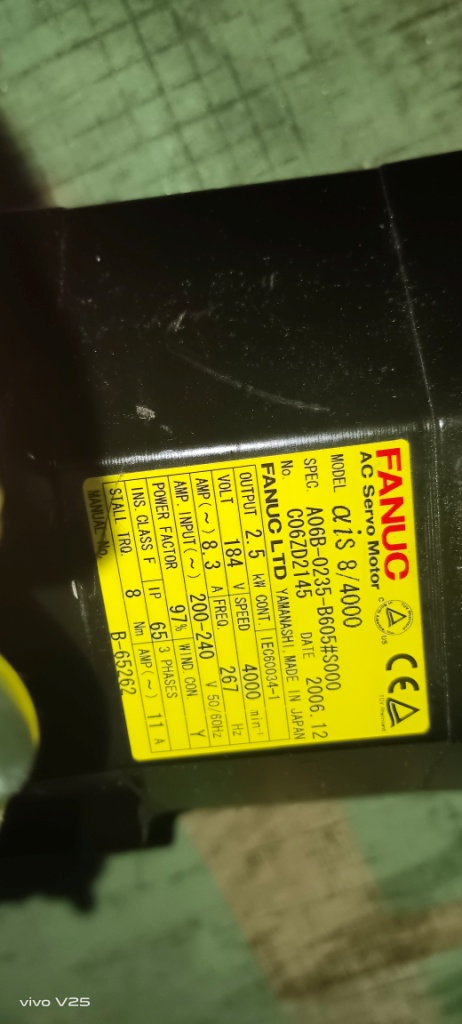 FANUC
AC Servo Motor
MODEL αiS 8/4000
SPEC. A06B-0235-B605#S000
No. C06ZD2145 DATE 2006.12
FANUC LTD YAMANASHI, MADE IN JAPAN
OUTPUT 2.5 kW CONT. IEC60034-1
VOLT 184 V SPEED 4000 min⁻¹
AMP(~) 8.3 A FREQ. 267 Hz
AMP. INPUT(~) 200-240 V 50/60Hz
POWER FACTOR 97% WIND.CON. Y
INS. CLASS F IP 65 3 PHASES
STALL TRQ. 8 Nm AMP(~) 11 A
MANUAL No. B-65262
vivo V25